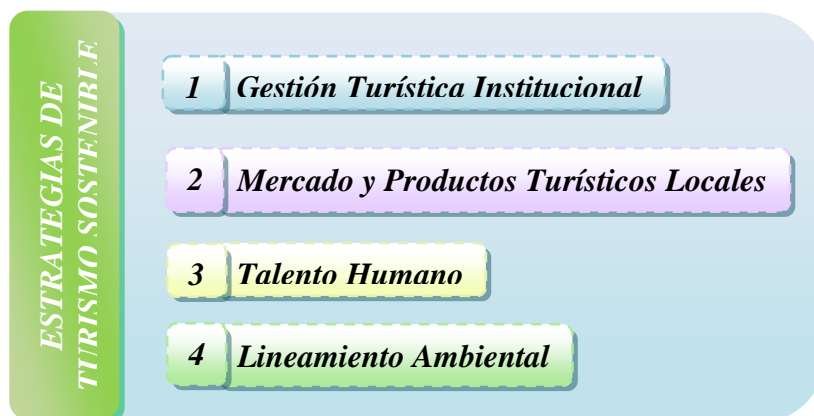 ESTRATEGIAS DE
TURISMO SOSTENIBLE
1 Gestión Turística Institucional
2 Mercado y Productos Turísticos Locales
3 Talento Humano
4 Lineamiento Ambiental